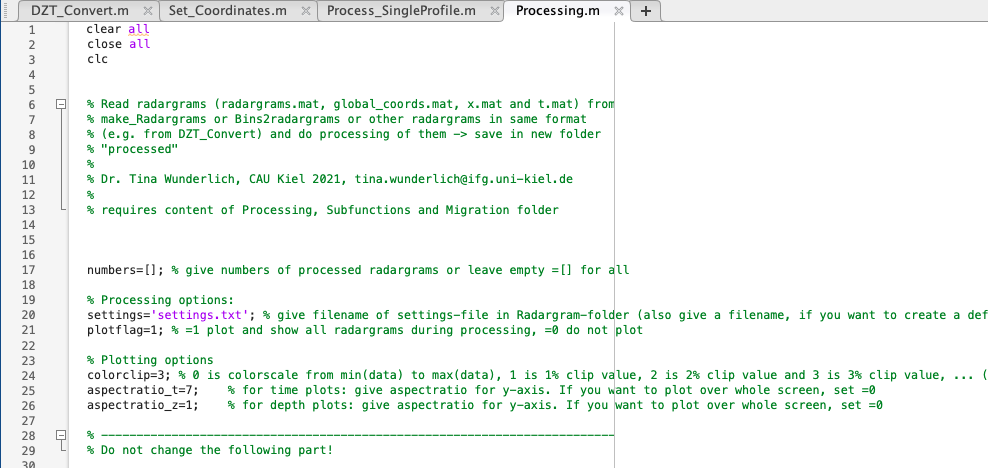 DZT_Convert.m Set_Coordinates.m Process_SingleProfile.m Processing.m +
1 clear all
2 close all
3 clc
4
5
6 % Read radargrams (radargrams.mat, global_coords.mat, x.mat and t.mat) from
7 % make_Radargrams or Bins2radargrams or other radargrams in same format
8 % (e.g. from DZT_Convert) and do processing of them -> save in new folder
9 % "processed"
10 %
11 % Dr. Tina Wunderlich, CAU Kiel 2021, tina.wunderlich@ifg.uni-kiel.de
12 %
13 % requires content of Processing, Subfunctions and Migration folder
14
15
16
17 numbers=[]; % give numbers of processed radargrams or leave empty =[] for all
18
19 % Processing options:
20 settings='settings.txt'; % give filename of settings-file in Radargram-folder (also give a filename, if you want to create a def
21 plotflag=1; % =1 plot and show all radargrams during processing, =0 do not plot
22
23 % Plotting options
24 colorclip=3; % 0 is colorscale from min(data) to max(data), 1 is 1% clip value, 2 is 2% clip value and 3 is 3% clip value, ... (
25 aspectratio_t=7; % for time plots: give aspectratio for y-axis. If you want to plot over whole screen, set =0
26 aspectratio_z=1; % for depth plots: give aspectratio for y-axis. If you want to plot over whole screen, set =0
27
28 % -------------------------------------------------------------------------
29 % Do not change the following part!
30